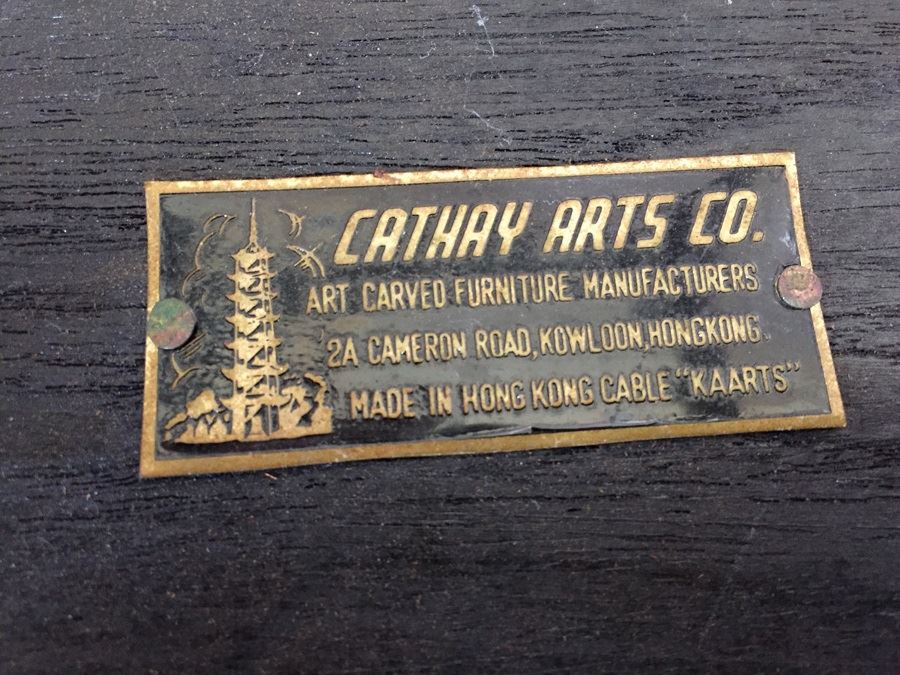 CATHAY ARTS CO.
ART CARVED FURNITURE MANUFACTURERS
2A CAMERON ROAD, KOWLOON, HONGKONG.
MADE IN HONG KONG CABLE "KAARTS"